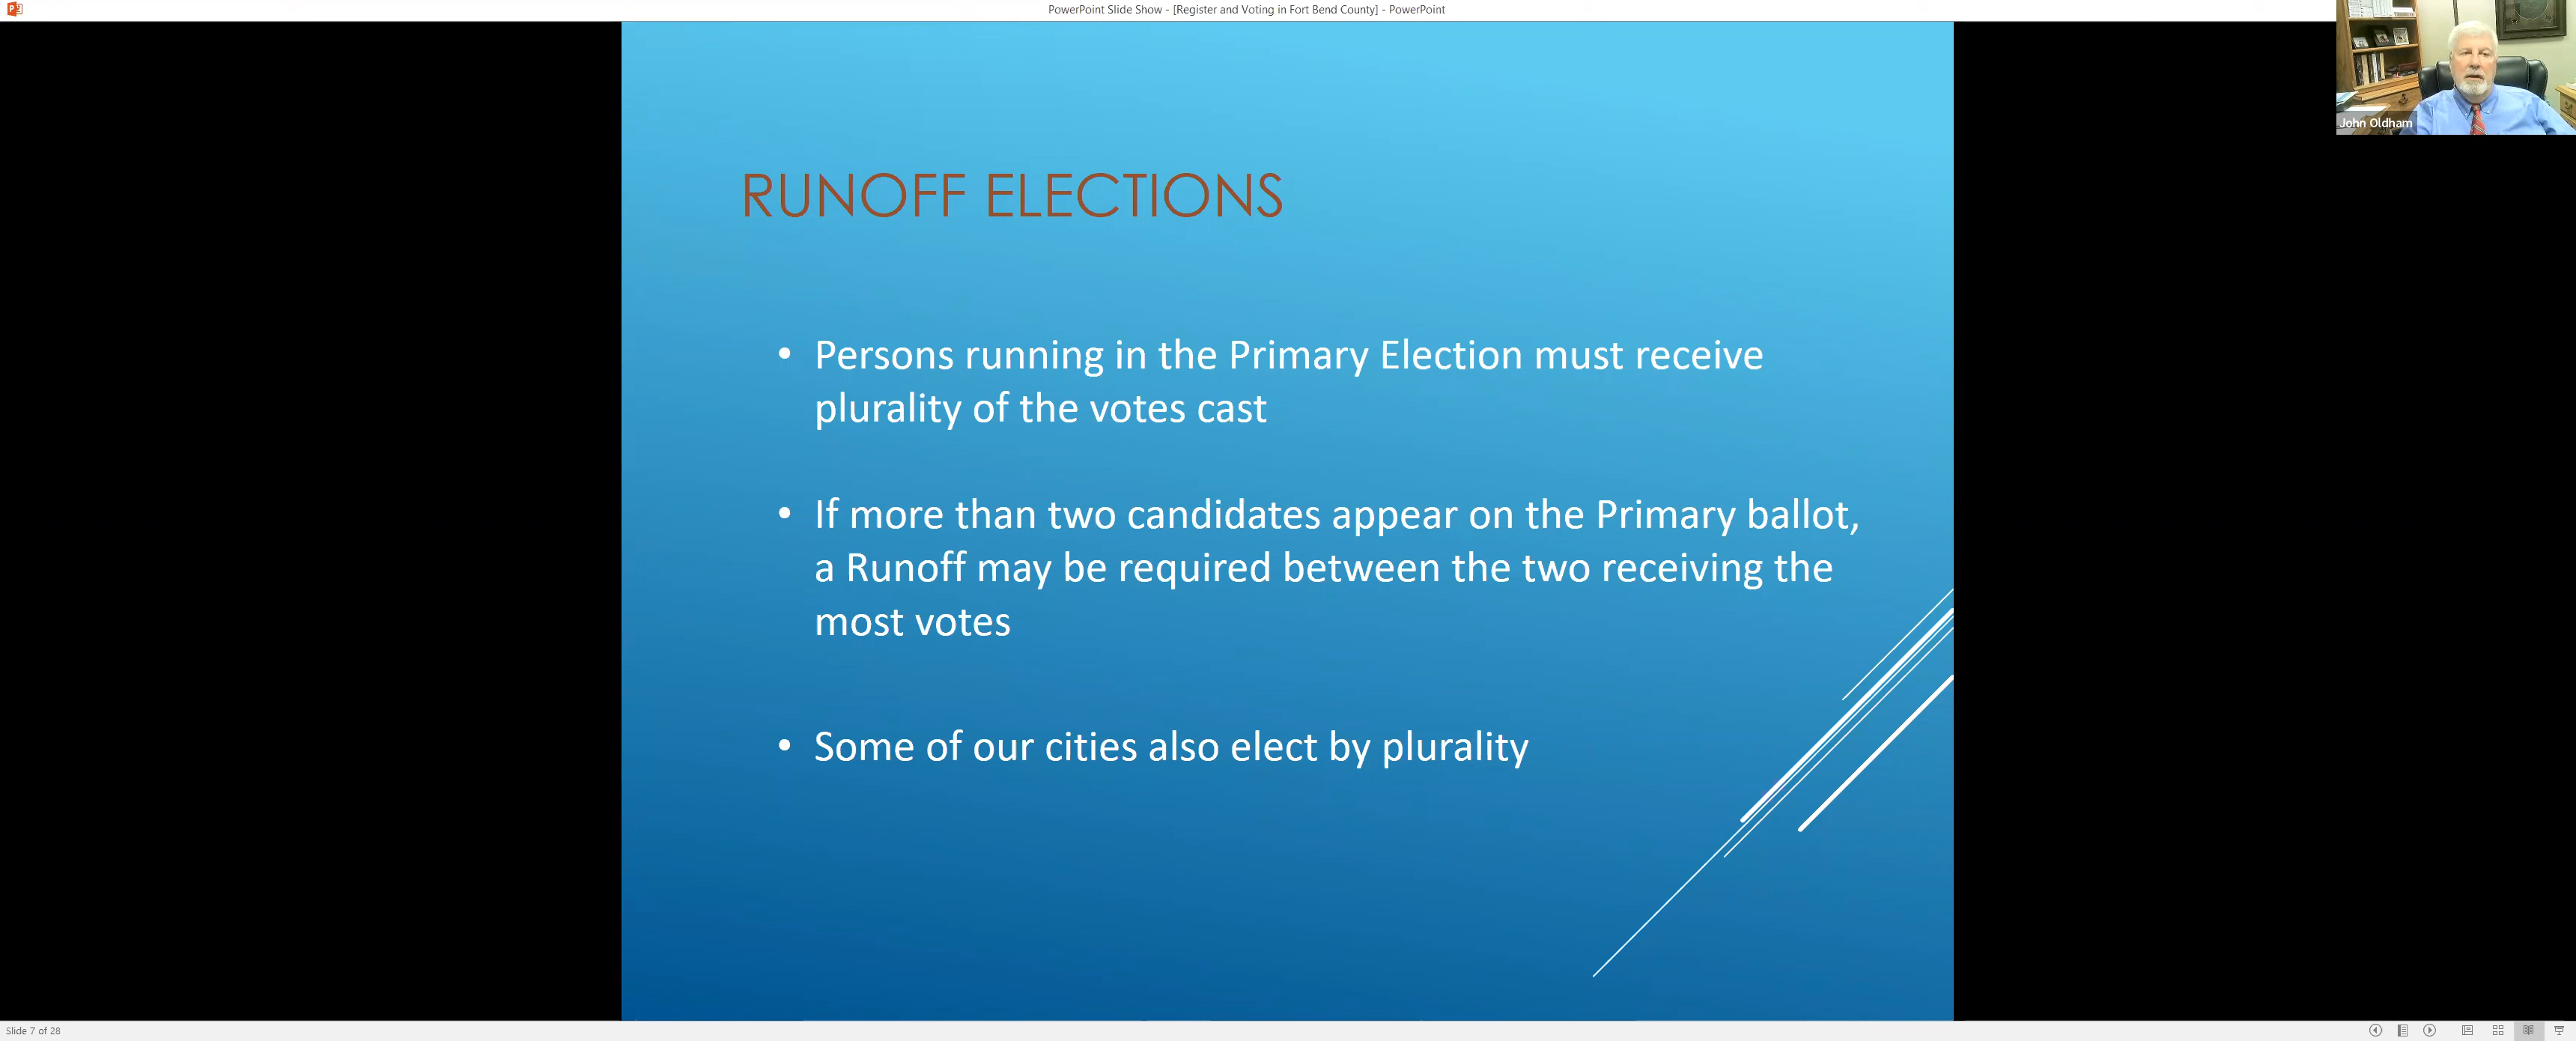 PowerPoint Slide Show - [Register and Voting in Fort Bend County] - PowerPoint
John Oldham
RUNOFF ELECTIONS
• Persons running in the Primary Election must receive
plurality of the votes cast
• If more than two candidates appear on the Primary ballot,
a Runoff may be required between the two receiving the
most votes
• Some of our cities also elect by plurality
Slide 7 of 28